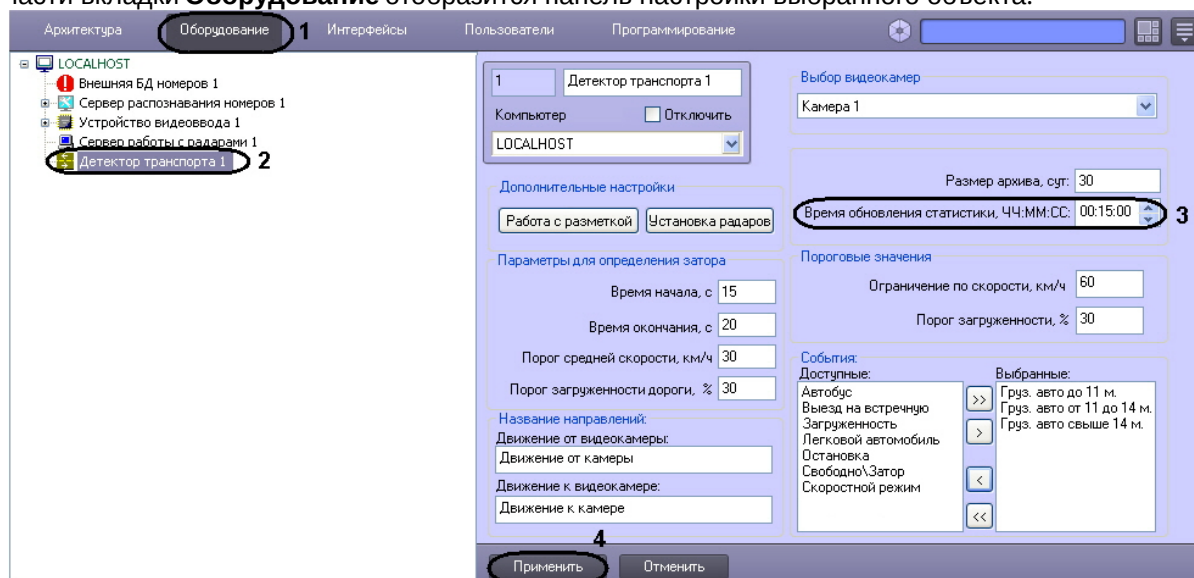 части вкладки Оборудование отобразится панель настройки выбранного объекта.
Архитектура Оборудование 1 Интерфейсы Пользователи Программирование
LOCALHOST
Внешняя БД номеров 1
Сервер распознавания номеров 1
Устройство видеоввода 1
Сервер работы с радарами 1
Детектор транспорта 1 2
1 Детектор транспорта 1
Компьютер Отключить
LOCALHOST
Выбор видеокамер
Камера 1
Дополнительные настройки
Работа с разметкой Установка радаров
Размер архива, сут: 30
Время обновления статистики, ЧЧ:ММ:СС: 00:15:00 3
Параметры для определения затора
Время начала, с 15
Время окончания, с 20
Порог средней скорости, км/ч 30
Порог загруженности дороги, % 30
Пороговые значения
Ограничение по скорости, км/ч 60
Порог загруженности, % 30
Название направлений:
Движение от видеокамеры:
Движение от камеры
Движение к видеокамере:
Движение к камере
События:
Доступные: Выбранные:
Автобус
Выезд на встречную
Загруженность
Легковой автомобиль
Остановка
Свободно\Затор
Скоростной режим
>>
>
<
<<
Груз. авто до 11 м.
Груз. авто от 11 до 14 м.
Груз. авто свыше 14 м.
4
Применить Отменить